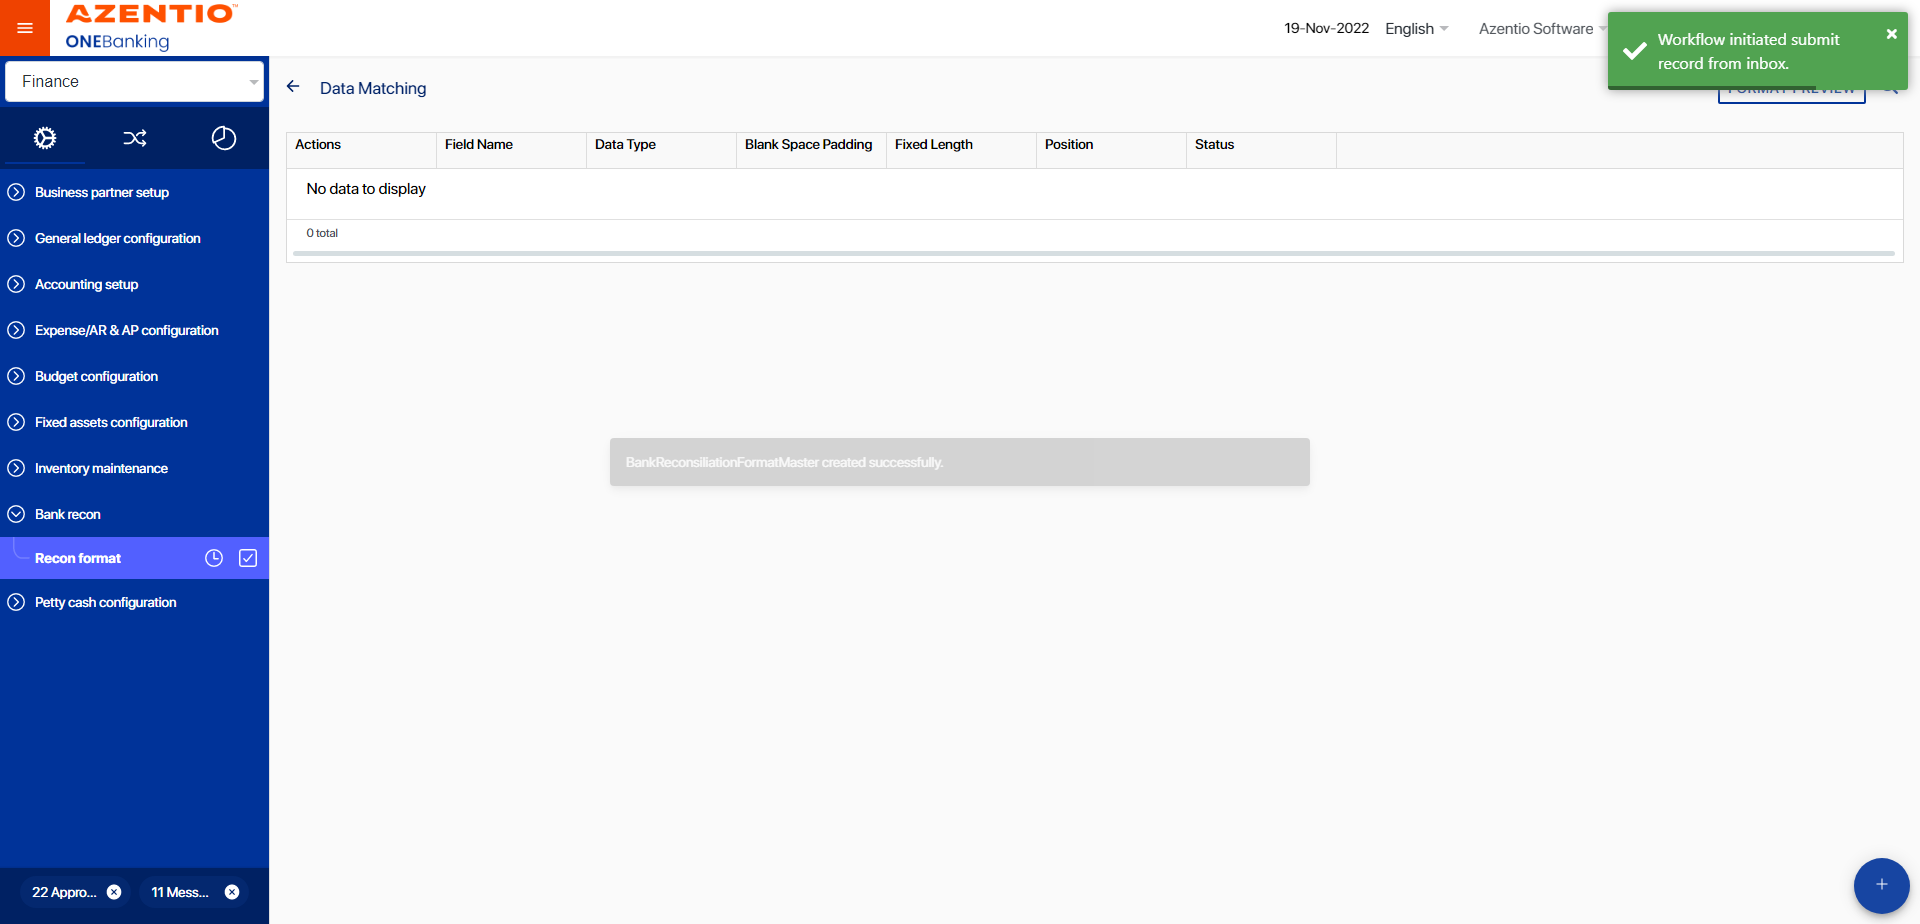 AZENTIO™
ONEBanking
19-Nov-2022
English
Azentio Software
Workflow initiated submit
record from inbox.
Finance
Data Matching
FORMAT PREVIEW
Actions
Field Name
Data Type
Blank Space Padding
Fixed Length
Position
Status
No data to display
0 total
Business partner setup
General ledger configuration
Accounting setup
Expense/AR & AP configuration
Budget configuration
Fixed assets configuration
Inventory maintenance
Bank recon
Recon format
Petty cash configuration
BankReconsiliationFormatMaster created successfully.
22 Appro...
11 Mess...